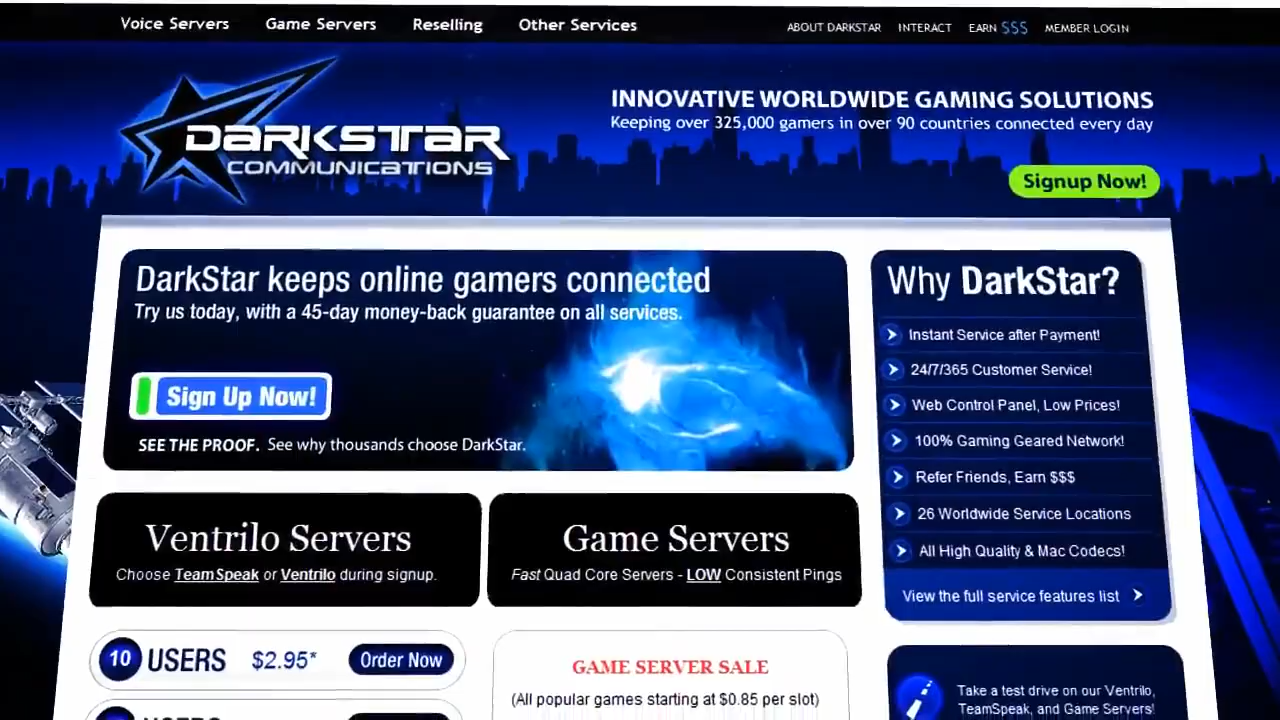 Voice Servers Game Servers Reselling Other Services ABOUT DARKSTAR INTERACT EARN $$$ MEMBER LOGIN
DARKSTAR
COMMUNICATIONS
INNOVATIVE WORLDWIDE GAMING SOLUTIONS
Keeping over 325,000 gamers in over 90 countries connected every day
Signup Now!
DarkStar keeps online gamers connected
Try us today, with a 45-day money-back guarantee on all services.
Sign Up Now!
SEE THE PROOF. See why thousands choose DarkStar.
Why DarkStar?
Instant Service after Payment!
24/7/365 Customer Service!
Web Control Panel, Low Prices!
100% Gaming Geared Network!
Refer Friends, Earn $$$
26 Worldwide Service Locations
All High Quality & Mac Codecs!
View the full service features list
Ventrilo Servers
Choose TeamSpeak or Ventrilo during signup.
Game Servers
Fast Quad Core Servers - LOW Consistent Pings
10 USERS $2.95* Order Now
GAME SERVER SALE
(All popular games starting at $0.85 per slot)
Take a test drive on our Ventrilo,
TeamSpeak, and Game Servers!